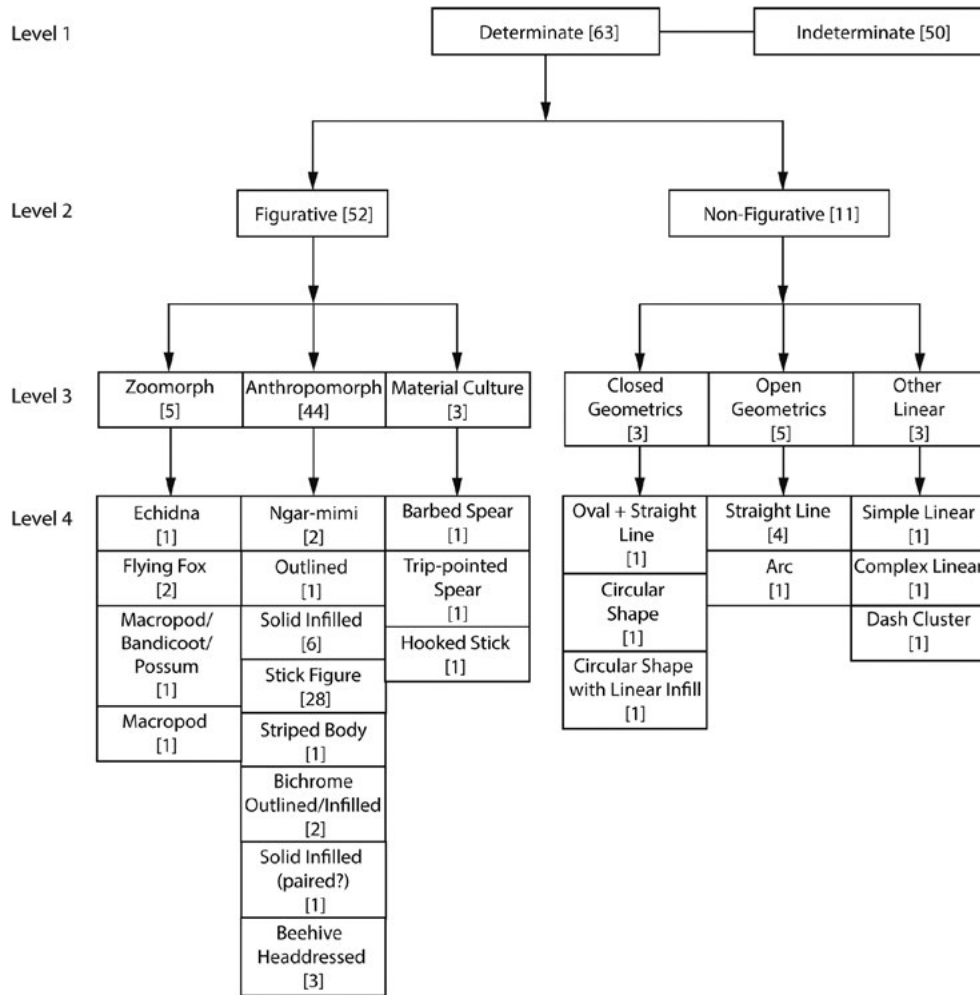 Level 1
Determinate [63]
Indeterminate [50]
Level 2
Figurative [52]
Non-Figurative [11]
Level 3
Zoomorph
[5]
Anthropomorph
[44]
Material Culture
[3]
Closed
Geometrics
[3]
Open
Geometrics
[5]
Other
Linear
[3]
Level 4
Echidna
[1]
Flying Fox
[2]
Macropod/
Bandicoot/
Possum
[1]
Macropod
[1]
Ngar-mimi
[2]
Outlined
[1]
Solid Infilled
[6]
Stick Figure
[28]
Striped Body
[1]
Bichrome
Outlined/Infilled
[2]
Solid Infilled
(paired?)
[1]
Beehive
Headdressed
[3]
Barbed Spear
[1]
Trip-pointed
Spear
[1]
Hooked Stick
[1]
Oval + Straight
Line
[1]
Circular
Shape
[1]
Circular Shape
with Linear Infill
[1]
Straight Line
[4]
Arc
[1]
Simple Linear
[1]
Complex Linear
[1]
Dash Cluster
[1]